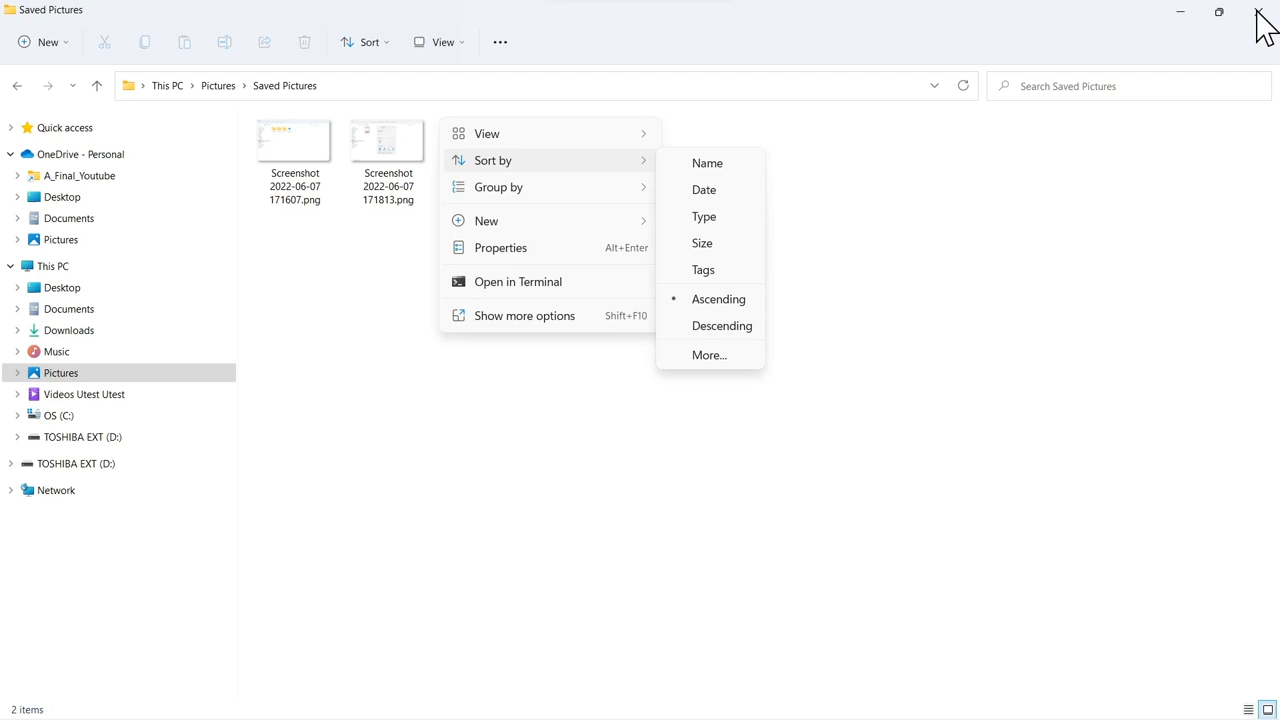 Saved Pictures
New
Sort
View
This PC
Pictures
Saved Pictures
Search Saved Pictures
Quick access
OneDrive - Personal
A_Final_Youtube
Desktop
Documents
Pictures
This PC
Desktop
Documents
Downloads
Music
Pictures
Videos Utest Utest
OS (C:)
TOSHIBA EXT (D:)
TOSHIBA EXT (D:)
Network
Screenshot
2022-06-07
171607.png
Screenshot
2022-06-07
171813.png
View
Sort by
Group by
New
Properties Alt+Enter
Open in Terminal
Show more options Shift+F10
Name
Date
Type
Size
Tags
Ascending
Descending
More...
2 items